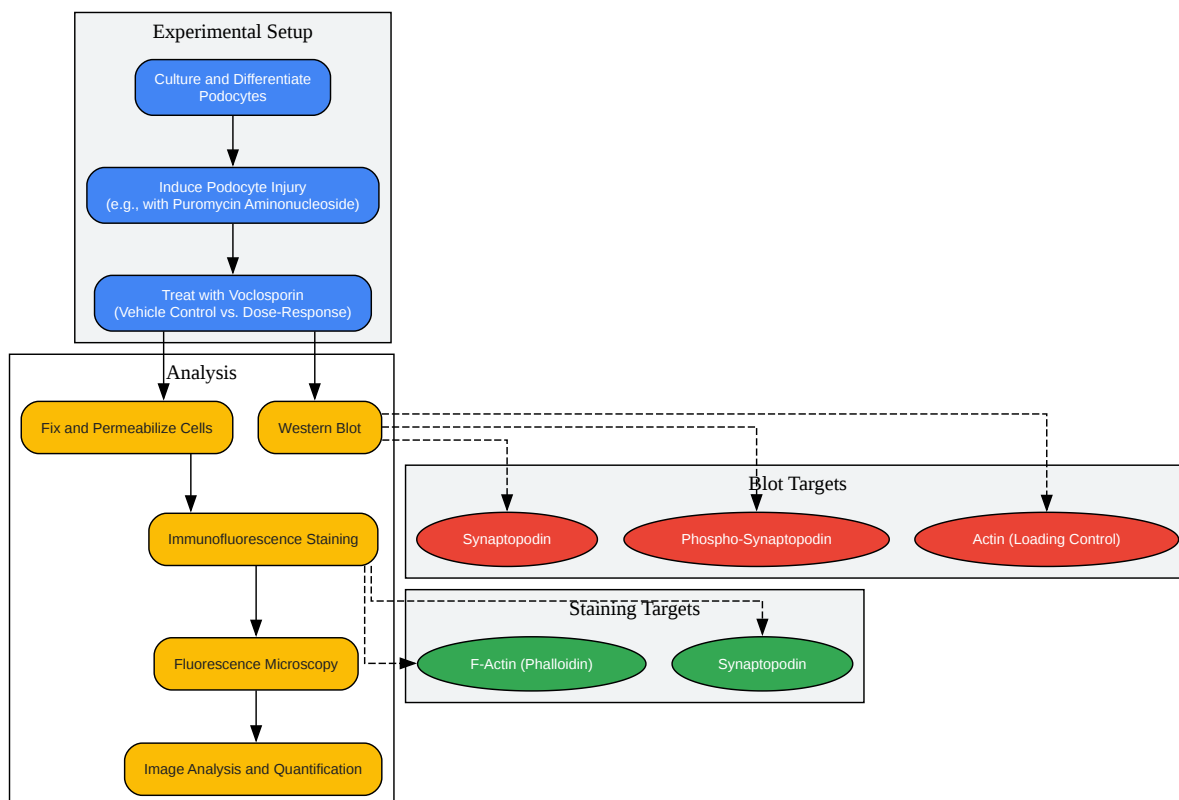 Experimental Setup
Culture and Differentiate
Podocytes
Induce Podocyte Injury
(e.g., with Puromycin Aminonucleoside)
Treat with Voclosporin
(Vehicle Control vs. Dose-Response)
Analysis
Fix and Permeabilize Cells
Western Blot
Blot Targets
Synaptopodin
Phospho-Synaptopodin
Actin (Loading Control)
Immunofluorescence Staining
Staining Targets
F-Actin (Phalloidin)
Synaptopodin
Fluorescence Microscopy
Image Analysis and Quantification